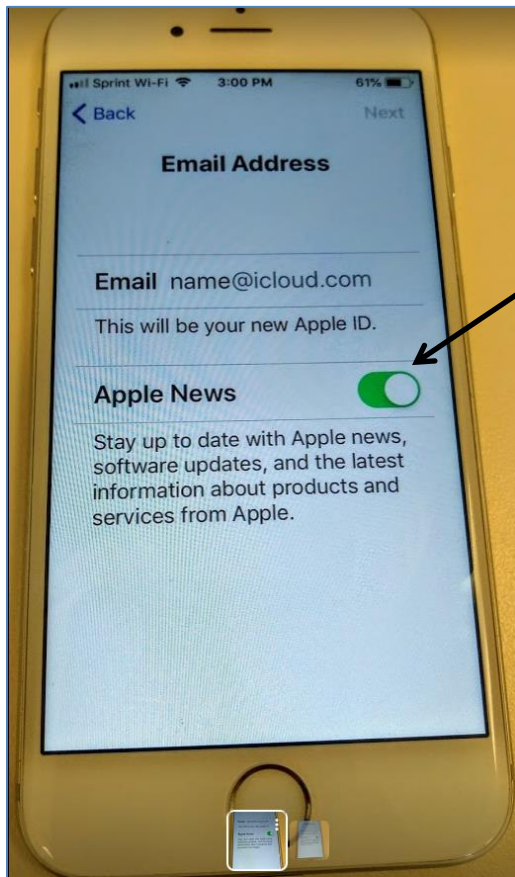 Sprint Wi-Fi 3:00 PM 61%
Back Next
Email Address
Email name@icloud.com
This will be your new Apple ID.
Apple News
Stay up to date with Apple news,
software updates, and the latest
information about products and
services from Apple.